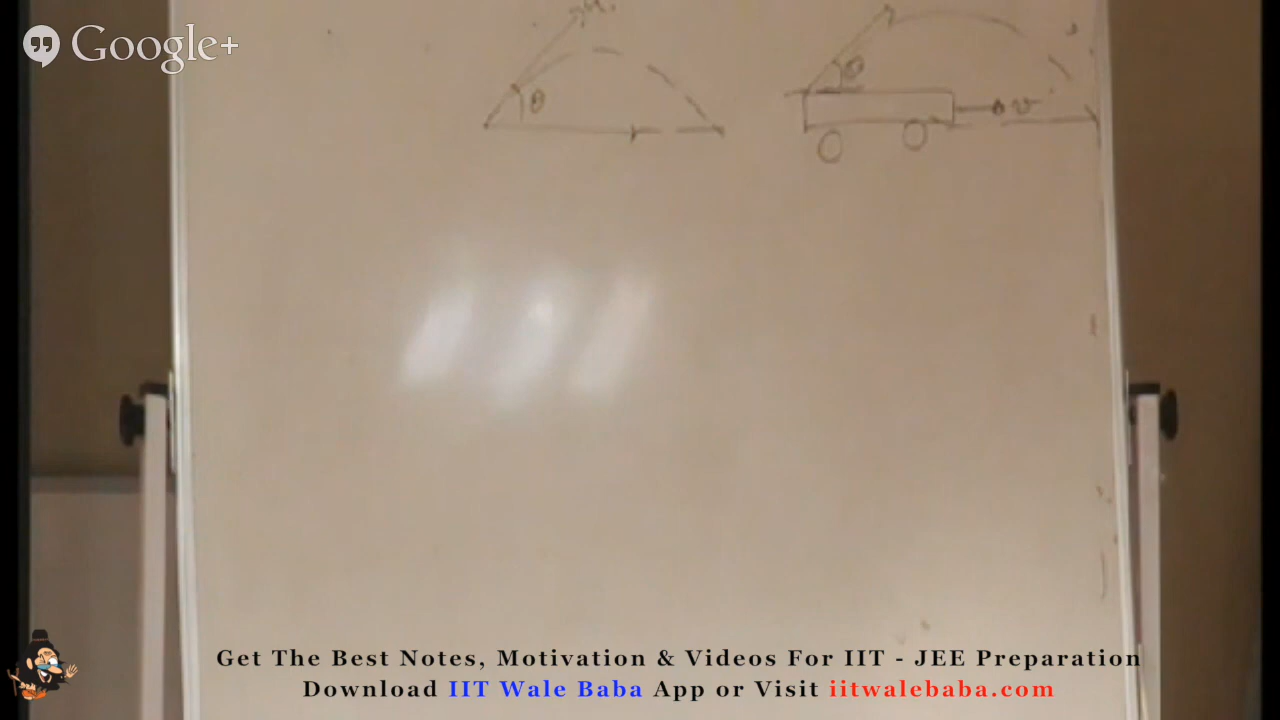 Google+
u
θ
θ
v
Get The Best Notes, Motivation & Videos For IIT - JEE Preparation
Download IIT Wale Baba App or Visit iitwalebaba.com